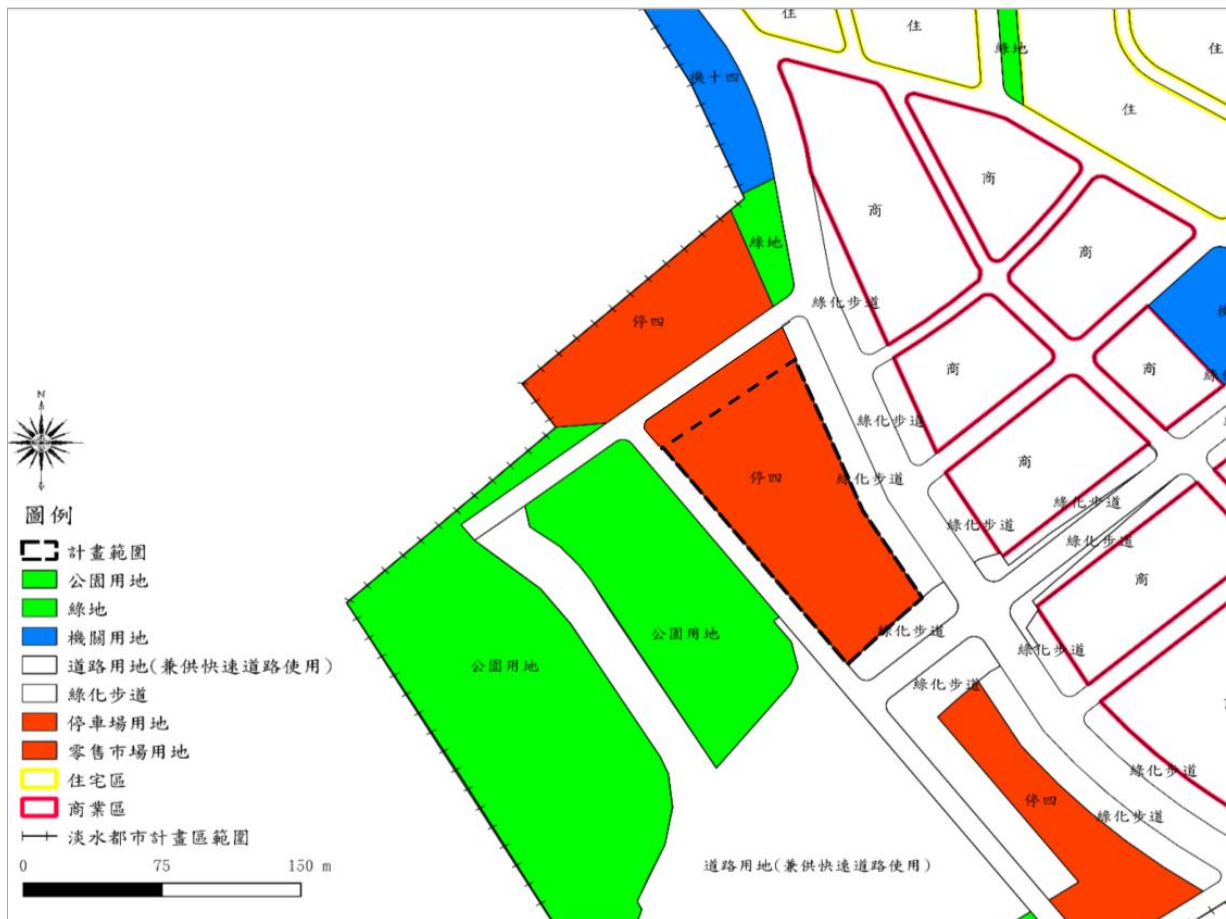 住
住
住
綠地
機十四
住
商
商
綠地
商
綠化步道
停四
商
商
綠化步道
停四
綠化步道
商
綠化步道
綠化步道
綠化步道
商
公園用地
綠化步道
公園用地
綠化步道
綠化步道
綠化步道
停四
綠化步道
道路用地(兼供快速道路使用)
N
圖例
計畫範圍
公園用地
綠地
機關用地
道路用地(兼供快速道路使用)
綠化步道
停車場用地
零售市場用地
住宅區
商業區
淡水都市計畫區範圍
0 75 150 m